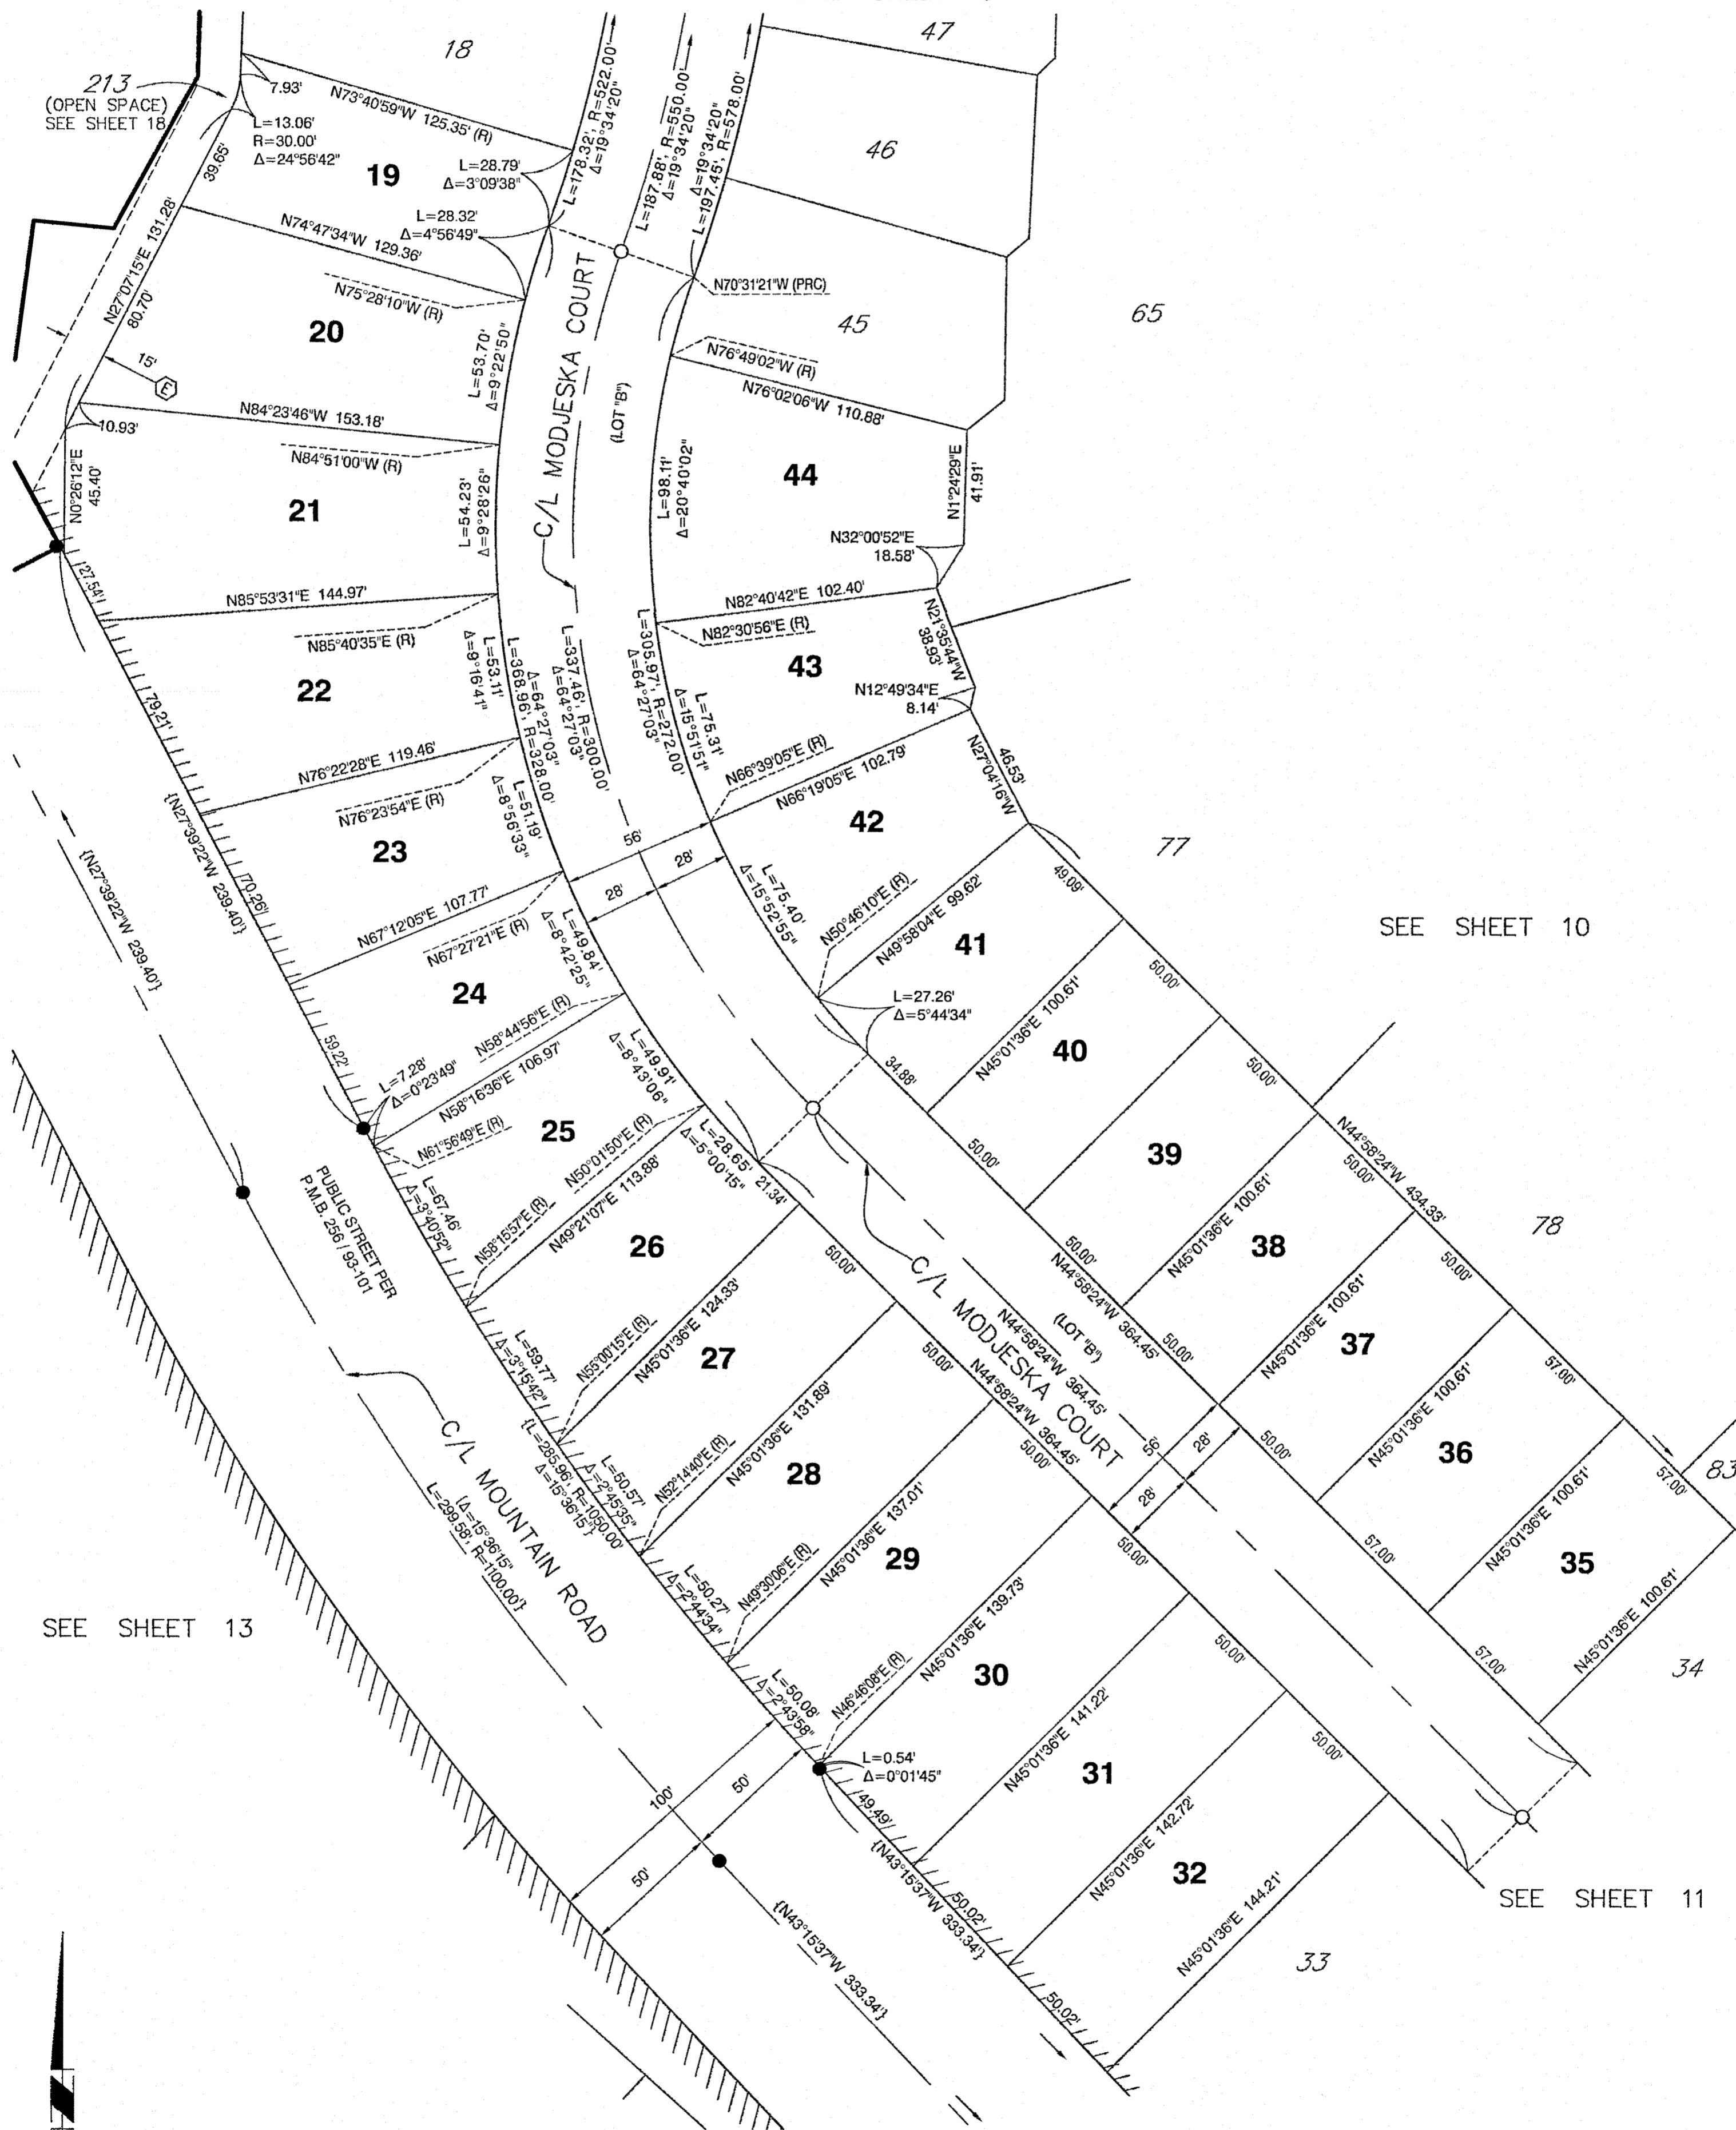 47
18
213
(OPEN SPACE)
SEE SHEET 18
7.93'
N73°40'59"W 125.35' (R)
L=178.32', R=522.00'
Δ=19°34'20"
L=187.88', R=550.00'
Δ=19°34'20"
Δ=19°34'20"
L=197.45', R=578.00'
L=13.06'
R=30.00'
Δ=24°56'42"
46
39.65'
19
L=28.79'
Δ=3°09'38"
L=28.32'
Δ=4°56'49"
N27°07'15"E 131.28'
80.70'
N74°47'34"W 129.36'
N75°28'10"W (R)
N70°31'21"W (PRC)
20
45
65
15'
E
L=53.70'
Δ=9°22'50"
N76°49'02"W (R)
N76°02'06"W 110.88'
C/L MODJESKA COURT
(LOT "B")
N84°23'46"W 153.18'
10.93'
N84°51'00"W (R)
N0°26'12"E
45.40'
21
L=54.23'
Δ=9°28'26"
L=98.11'
Δ=20°40'02"
44
N1°24'29"E
41.91'
N32°00'52"E
18.58'
27.54'
N85°53'31"E 144.97'
N85°40'35"E (R)
N82°40'42"E 102.40'
N82°30'56"E (R)
N21°35'44"W
38.93'
22
L=53.11'
Δ=9°16'41"
L=368.96', R=328.00'
Δ=64°27'03"
L=337.46', R=300.00'
Δ=64°27'03"
L=305.97', R=272.00'
Δ=64°27'03"
43
N12°49'34"E
8.14'
79.21'
L=75.31'
Δ=15°51'51"
N76°22'28"E 119.46'
N76°23'54"E (R)
N66°39'05"E (R)
N66°19'05"E 102.79'
46.53'
N27°04'16"W
{N27°39'22"W 239.40'}
{N27°39'22"W 239.40'}
23
L=51.19'
Δ=8°56'33"
56'
28'
28'
42
77
70.26'
N67°12'05"E 107.77'
N67°27'21"E (R)
L=75.40'
Δ=15°52'55"
N50°46'10"E (R)
N49°58'04"E 99.62'
49.09'
SEE SHEET 10
24
L=49.84'
Δ=8°42'25"
41
50.00'
59.22'
N58°44'56"E (R)
N58°16'36"E 106.97'
L=27.26'
Δ=5°44'34"
L=7.28'
Δ=0°23'49"
L=49.91'
Δ=8°43'06"
34.88'
N45°01'36"E 100.61'
40
50.00'
N61°56'49"E (R)
25
N50°01'50"E (R)
L=28.65'
Δ=5°00'15"
N44°58'24"W 434.33'
50.00'
PUBLIC STREET PER
P.M.B. 256 / 93-101
L=67.46'
Δ=3°40'52"
N58°15'57"E (R)
N49°21'07"E 113.88'
21.34'
50.00'
39
26
50.00'
50.00'
N45°01'36"E 100.61'
38
50.00'
78
N45°01'36"E 124.33'
N55°00'15"E (R)
L=59.77'
Δ=3°15'42"
27
C/L MODJESKA COURT
(LOT "B")
N44°58'24"W 364.45'
N44°58'24"W 364.45'
N44°58'24"W 364.45'
50.00'
50.00'
N45°01'36"E 100.61'
37
57.00'
C/L MOUNTAIN ROAD
{L=285.96', R=1050.00'
Δ=15°36'15"}
{Δ=15°36'15"
L=299.58', R=1100.00'}
L=50.57'
Δ=2°45'35"
N52°14'40"E (R)
N45°01'36"E 131.89'
28
50.00'
56'
28'
28'
50.00'
N45°01'36"E 100.61'
36
57.00'
83
L=50.27'
Δ=2°44'34"
N49°30'06"E (R)
N45°01'36"E 137.01'
29
50.00'
57.00'
N45°01'36"E 100.61'
35
SEE SHEET 13
L=50.08'
Δ=2°43'58"
N46°46'08"E (R)
N45°01'36"E 139.73'
30
50.00'
57.00'
N45°01'36"E 100.61'
34
100'
50'
50'
L=0.54'
Δ=0°01'45"
49.49'
N45°01'36"E 141.22'
31
50.00'
{N43°15'37"W 333.34'}
{N43°15'37"W 333.34'}
50.02'
N45°01'36"E 142.72'
32
SEE SHEET 11
50.02'
N45°01'36"E 144.21'
33